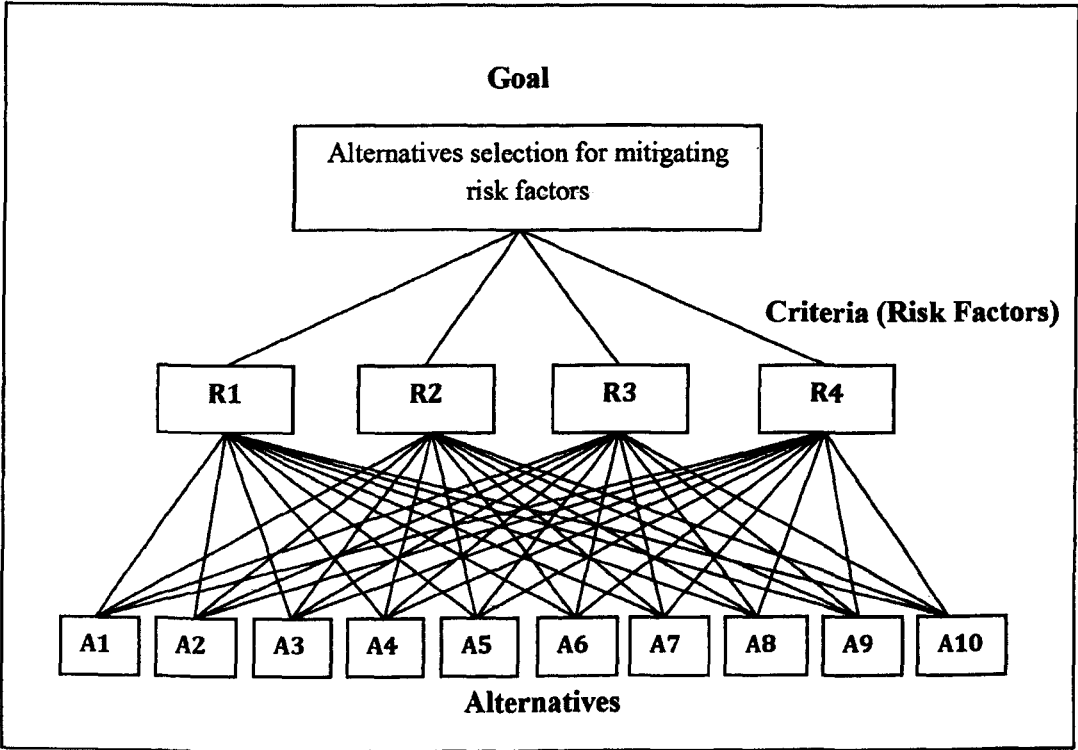 Goal
Alternatives selection for mitigating
risk factors
Criteria (Risk Factors)
R1 R2 R3 R4
A1 A2 A3 A4 A5 A6 A7 A8 A9 A10
Alternatives